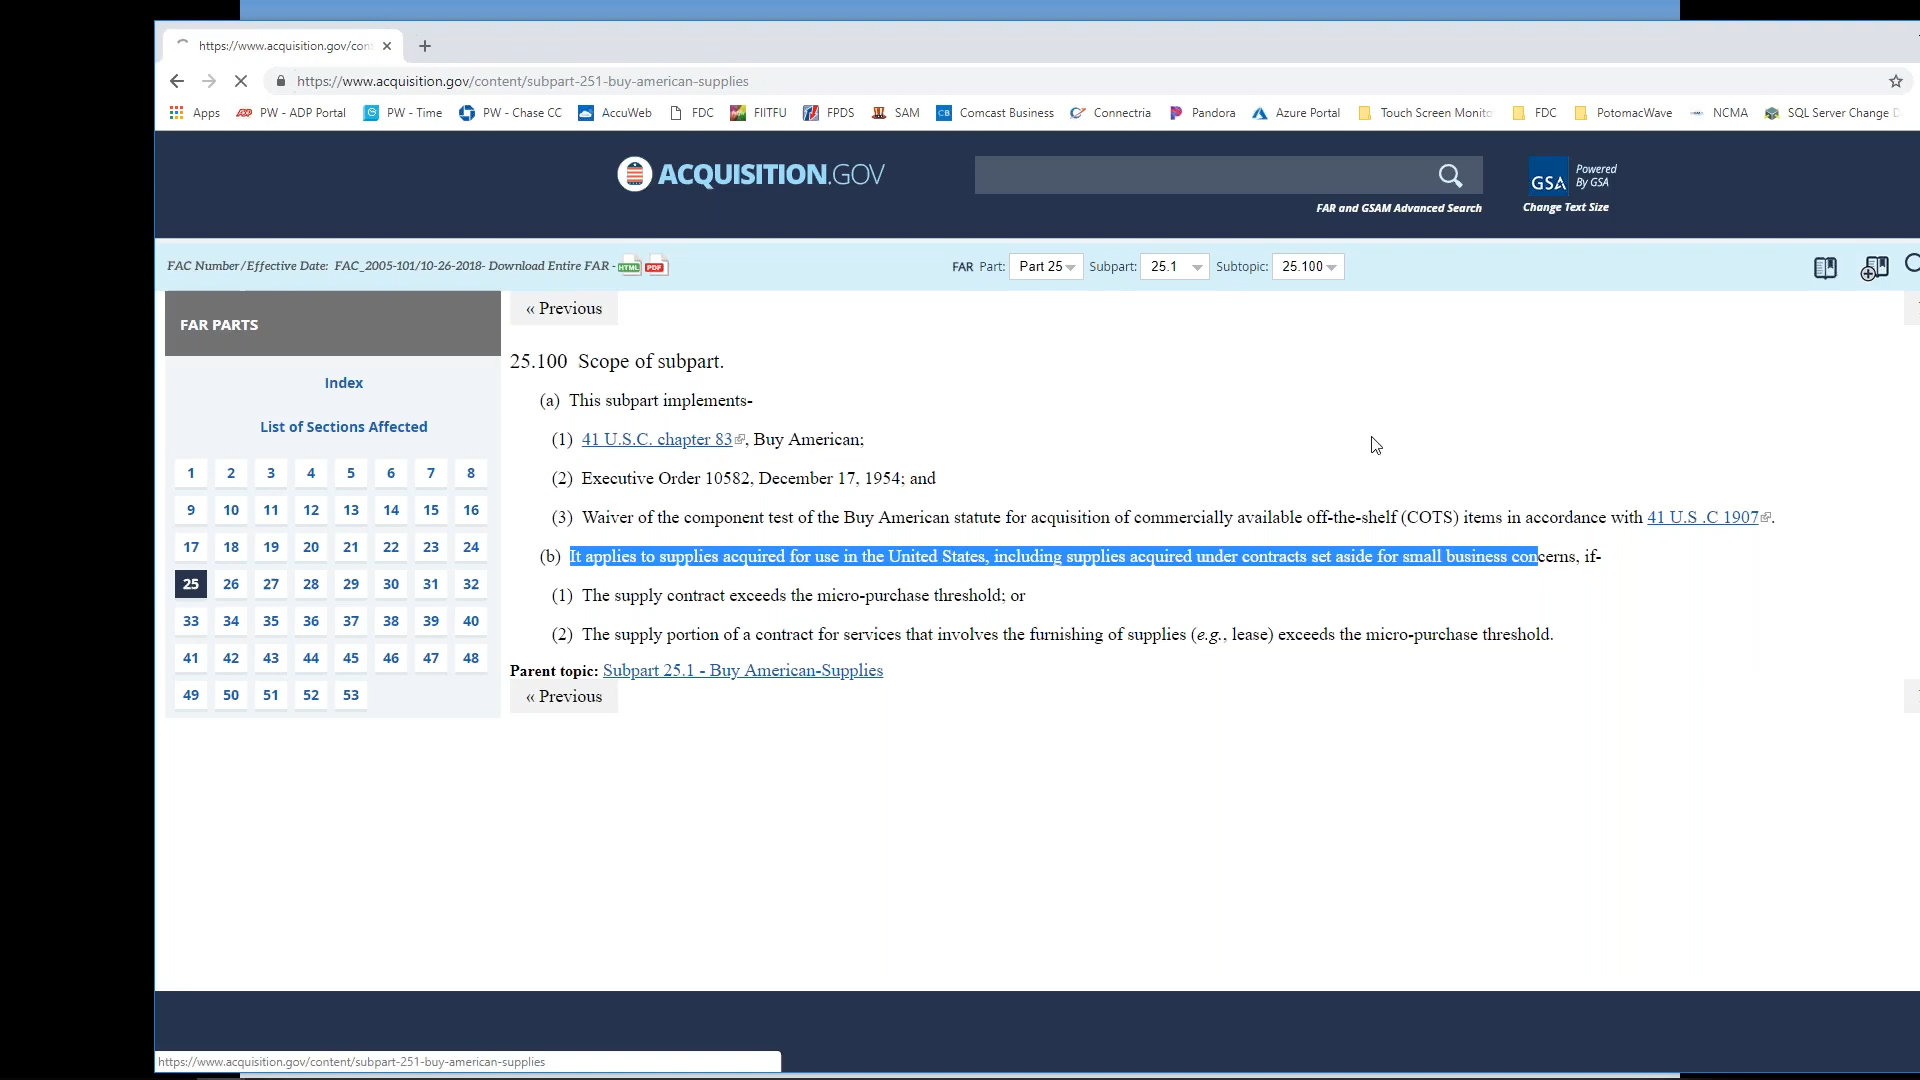 https://www.acquisition.gov/con
https://www.acquisition.gov/content/subpart-251-buy-american-supplies
Apps PW - ADP Portal PW - Time PW - Chase CC AccuWeb FDC FIITFU FPDS SAM Comcast Business Connectria Pandora Azure Portal Touch Screen Monito FDC PotomacWave NCMA SQL Server Change
ACQUISITION.GOV
GSA
Powered
By GSA
FAR and GSAM Advanced Search
Change Text Size
FAC Number/Effective Date: FAC_2005-101/10-26-2018- Download Entire FAR - HTML PDF
FAR Part: Part 25 Subpart: 25.1 Subtopic: 25.100
FAR PARTS
Index
List of Sections Affected
1 2 3 4 5 6 7 8
9 10 11 12 13 14 15 16
17 18 19 20 21 22 23 24
25 26 27 28 29 30 31 32
33 34 35 36 37 38 39 40
41 42 43 44 45 46 47 48
49 50 51 52 53
« Previous
25.100 Scope of subpart.
(a) This subpart implements-
(1) 41 U.S.C. chapter 83, Buy American;
(2) Executive Order 10582, December 17, 1954; and
(3) Waiver of the component test of the Buy American statute for acquisition of commercially available off-the-shelf (COTS) items in accordance with 41 U.S .C 1907.
(b) It applies to supplies acquired for use in the United States, including supplies acquired under contracts set aside for small business concerns, if-
(1) The supply contract exceeds the micro-purchase threshold; or
(2) The supply portion of a contract for services that involves the furnishing of supplies (e.g., lease) exceeds the micro-purchase threshold.
Parent topic: Subpart 25.1 - Buy American-Supplies
« Previous
https://www.acquisition.gov/content/subpart-251-buy-american-supplies